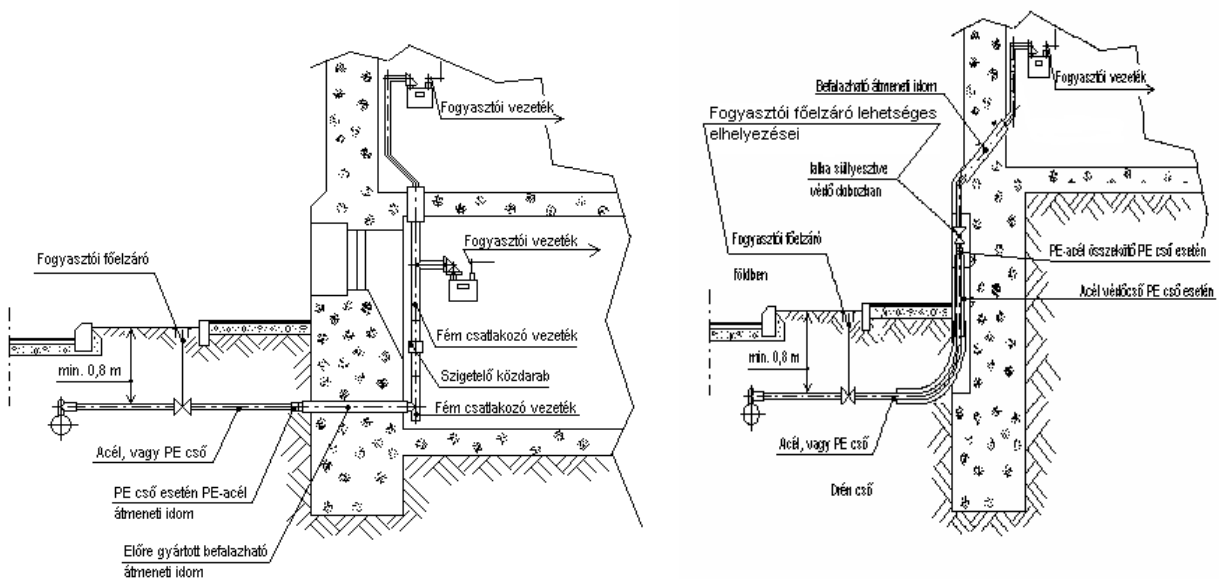 Fogyasztói vezeték
Fogyasztói vezeték
Fogyasztói főelzáró
Fém csatlakozó vezeték
min. 0,8 m
Szigetelő közdarab
Fém csatlakozó vezeték
Acél, vagy PE cső
PE cső esetén PE-acél
átmeneti idom
Előre gyártott befalazható
átmeneti idom
Befalazható átmeneti idom
Fogyasztói vezeték
Fogyasztói főelzáró lehetséges
elhelyezései
falba süllyesztve
védő dobozban
Fogyasztói főelzáró
földben
PE-acél összekötő PE cső esetén
Acél védőcső PE cső esetén
min. 0,8 m
Acél, vagy PE cső
Drén cső